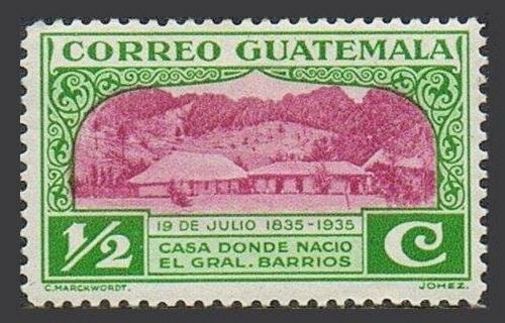 CORREO GUATEMALA
19 DE JULIO 1835-1935
½ CASA DONDE NACIO C
EL GRAL. BARRIOS
C. MARCKWORDT. JOHEZ.